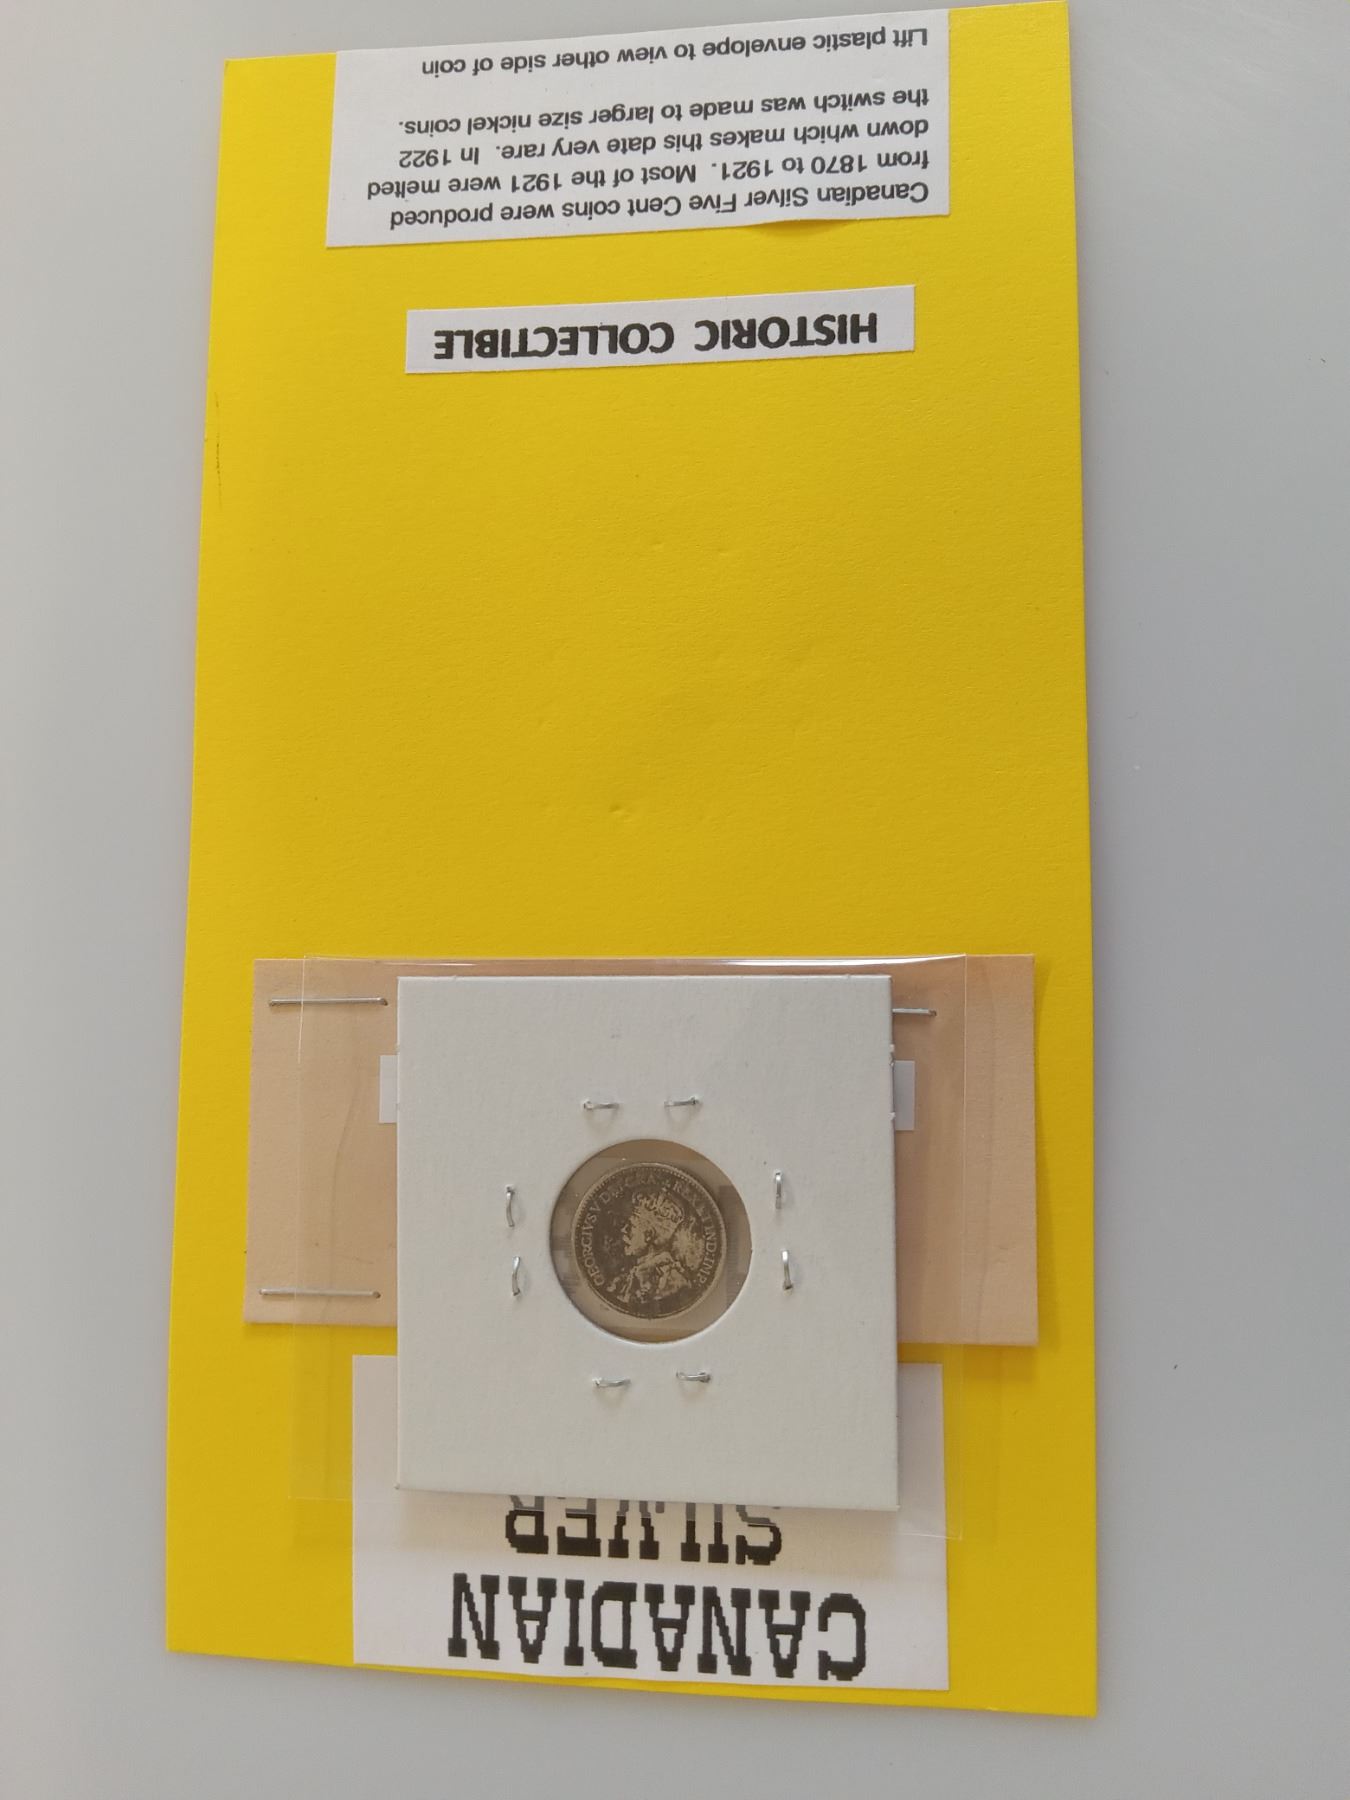 CANADIAN
SILVER
GEORGIVS V DEI GRA: REX ET IND: IMP:
HISTORIC COLLECTIBLE
Canadian Silver Five Cent coins were produced
from 1870 to 1921. Most of the 1921 were melted
down which makes this date very rare. In 1922
the switch was made to larger size nickel coins.
Lift plastic envelope to view other side of coin